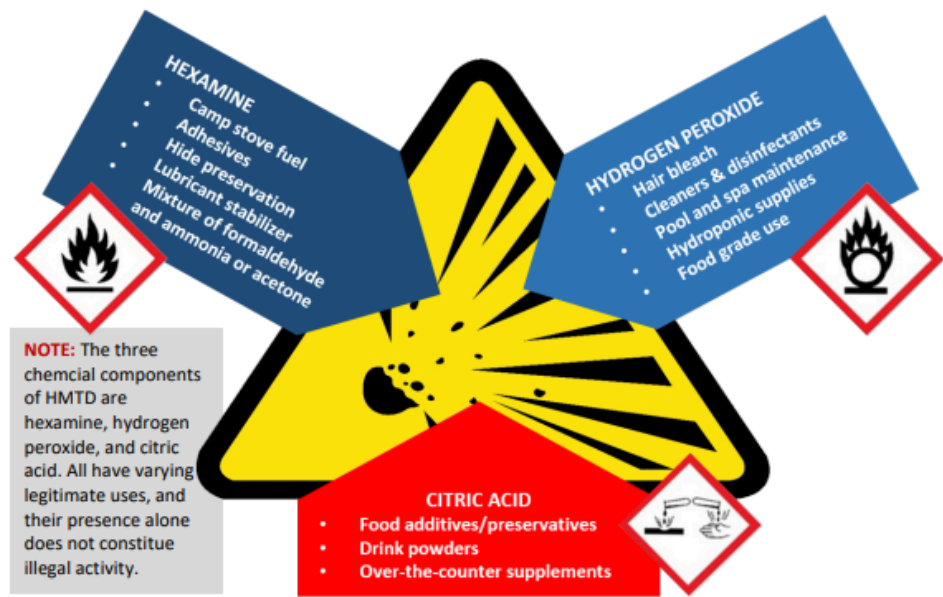 HEXAMINE
• Camp stove fuel
• Adhesives
• Hide preservation
• Lubricant stabilizer
• Mixture of formaldehyde
and ammonia or acetone
HYDROGEN PEROXIDE
• Hair bleach
• Cleaners & disinfectants
• Pool and spa maintenance
• Hydroponic supplies
• Food grade use
NOTE: The three
chemcial components
of HMTD are
hexamine, hydrogen
peroxide, and citric
acid. All have varying
legitimate uses, and
their presence alone
does not constitue
illegal activity.
CITRIC ACID
• Food additives/preservatives
• Drink powders
• Over-the-counter supplements